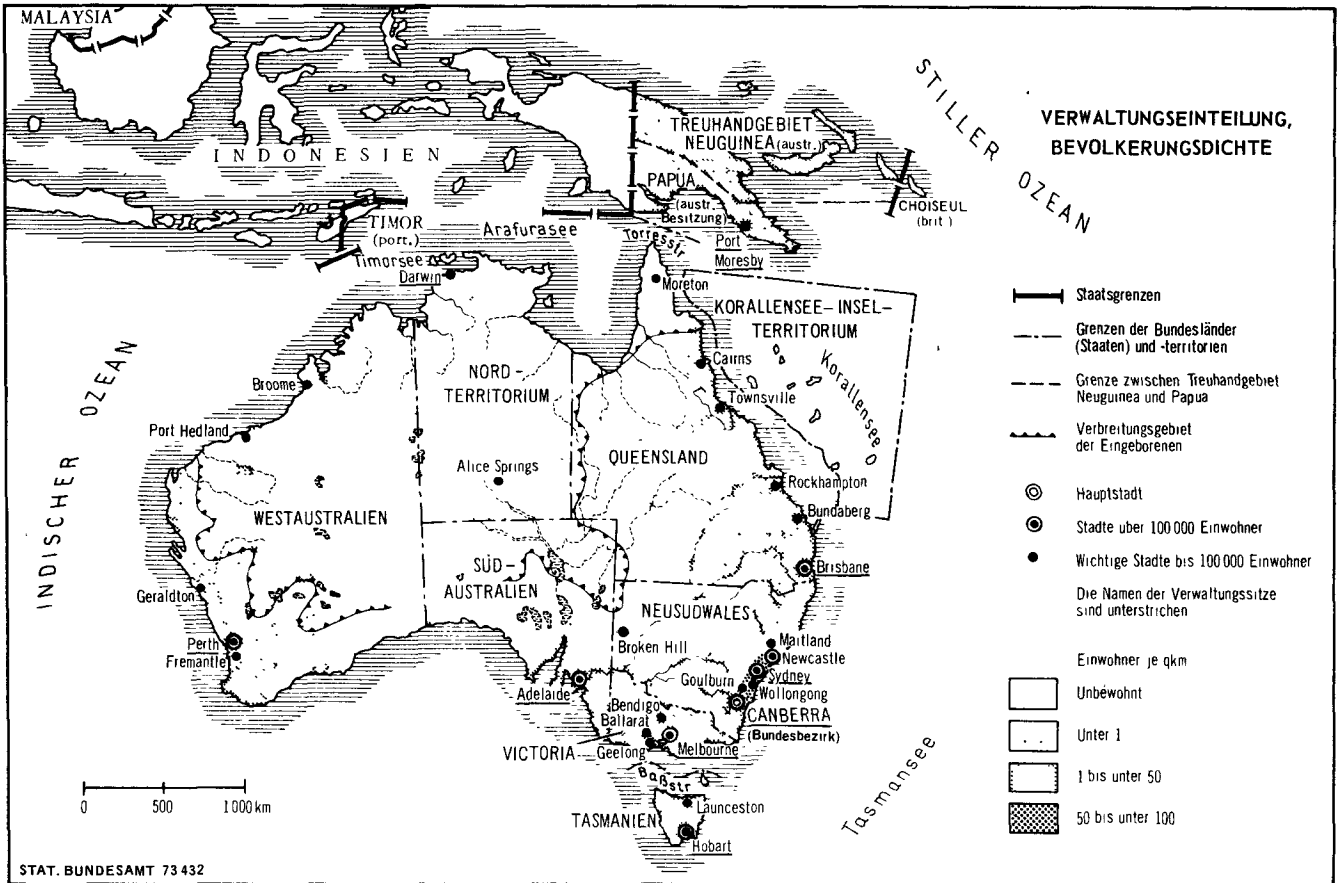 MALAYSIA
INDONESIEN
TIMOR
(port.)
Timorsee
Arafurasee
TREUHANDGEBIET
NEUGUINEA (austr.)
PAPUA
(austr.
Besitzung)
Torresstr
Port
Moresby
CHOISEUL
(brit)
STILLER
OZEAN
INDISCHER
OZEAN
Darwin
Moreton
KORALLENSEE-INSEL-
TERRITORIUM
Korallensee
Cairns
Townsville
NORD-
TERRITORIUM
Broome
Port Hedland
Alice Springs
QUEENSLAND
Rockhampton
Bundaberg
WESTAUSTRALIEN
SÜD-
AUSTRALIEN
Brisbane
Geraldton
NEUSUDWALES
Perth
Fremantle
Broken Hill
Maitland
Newcastle
Sydney
Goulburn
Wollongong
Adelaide
CANBERRA
(Bundesbezirk)
Bendigo
Ballarat
VICTORIA
Geelong
Melbourne
Baßstr
Launceston
TASMANIEN
Hobart
Tasmansee
0 500 1000 km
STAT. BUNDESAMT 73 432
VERWALTUNGSEINTEILUNG,
BEVOLKERUNGSDICHTE
Staatsgrenzen
Grenzen der Bundesländer
(Staaten) und -territorien
Grenze zwischen Treuhandgebiet
Neuguinea und Papua
Verbreitungsgebiet
der Eingeborenen
Hauptstadt
Stadte uber 100 000 Einwohner
Wichtige Stadte bis 100 000 Einwohner
Die Namen der Verwaltungssitze
sind unterstrichen
Einwohner je qkm
Unbewohnt
Unter 1
1 bis unter 50
50 bis unter 100